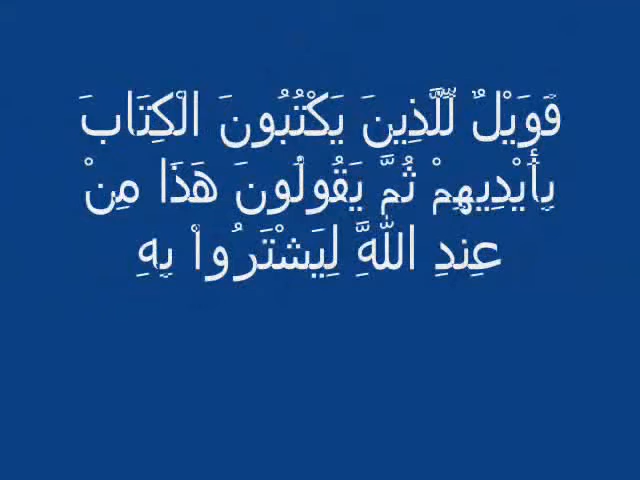 فَوَيْلٌ لِّلَّذِينَ يَكْتُبُونَ الْكِتَابَ
بِأَيْدِيهِمْ ثُمَّ يَقُولُونَ هَذَا مِنْ
عِندِ اللَّهِ لِيَشْتَرُواْ بِهِ